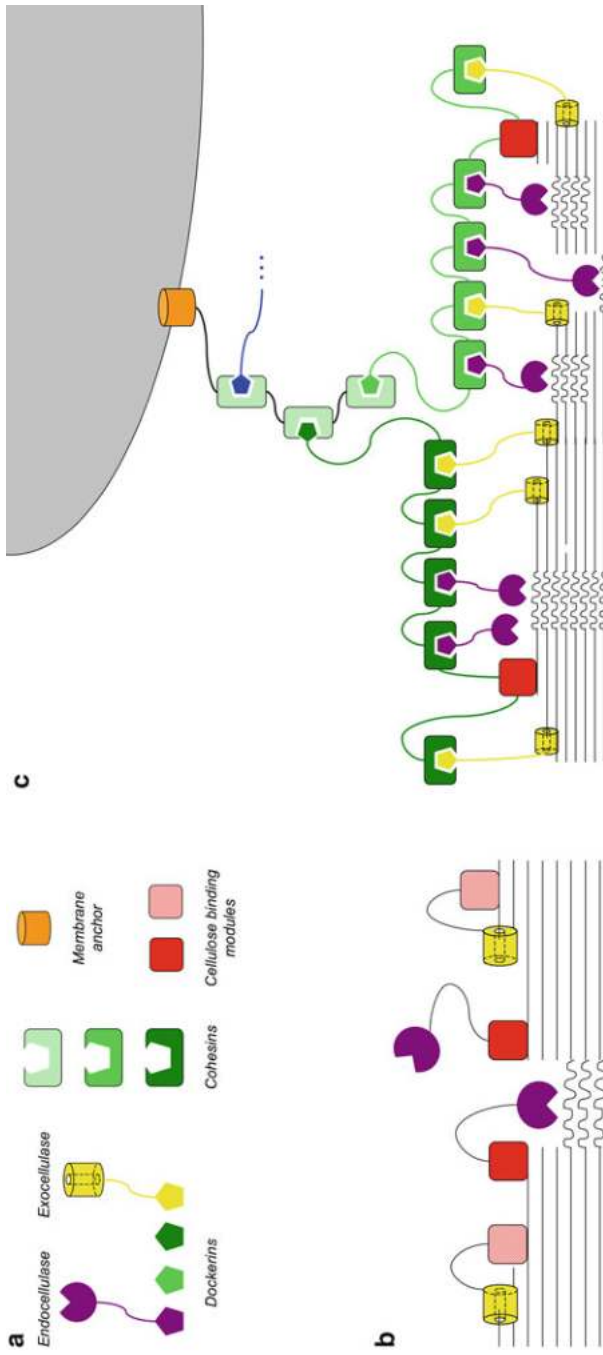 a
Endocellulase
Exocellulase
Dockerins
Cohesins
Membrane
anchor
Cellulose binding
modules
b
c
...